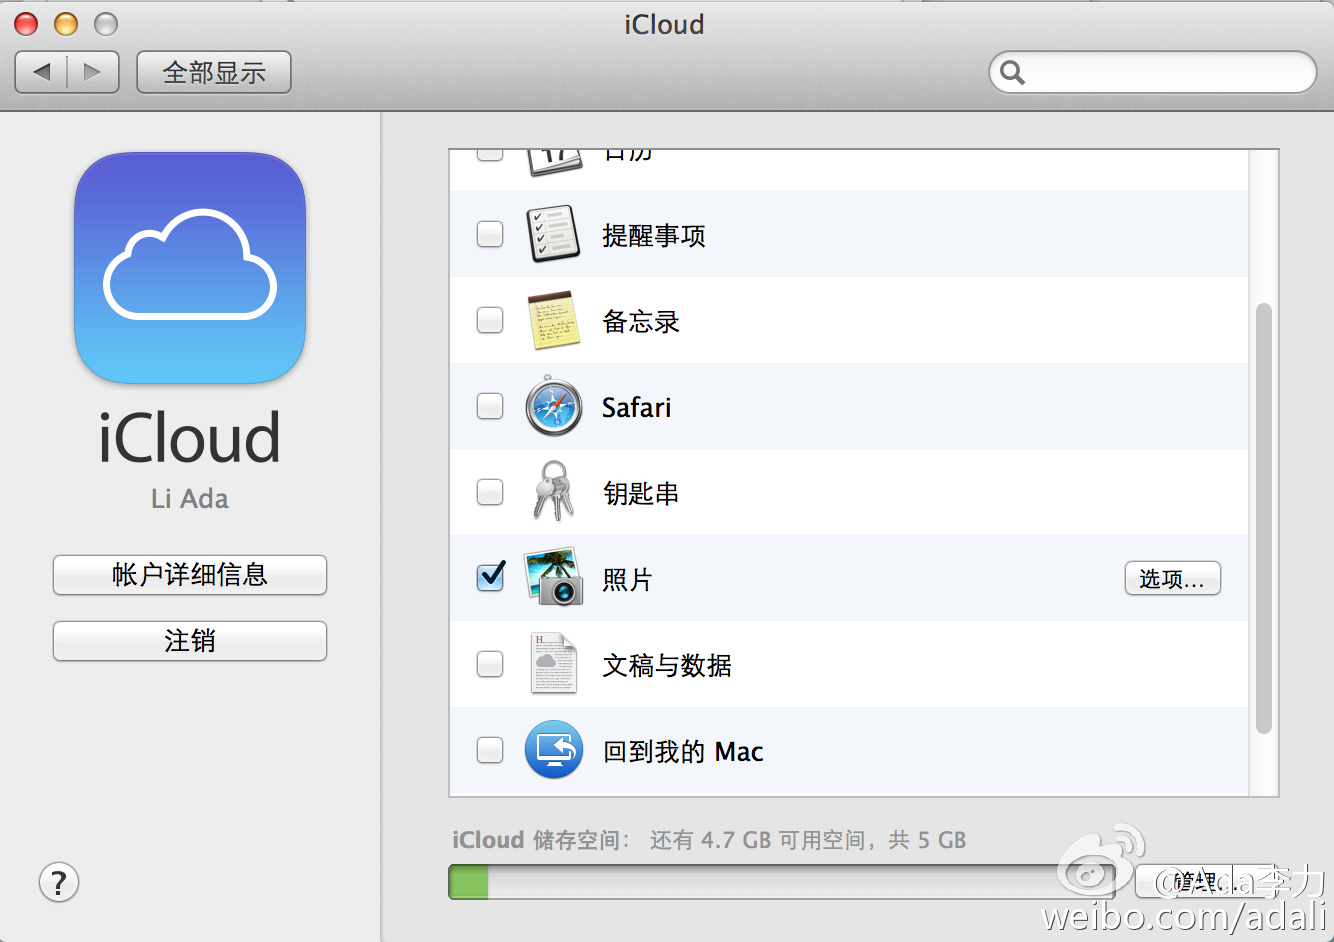 iCloud
全部显示
iCloud
Li Ada
帐户详细信息
注销
17
日历
提醒事项
备忘录
Safari
钥匙串
照片
选项...
文稿与数据
回到我的 Mac
iCloud 储存空间： 还有 4.7 GB 可用空间，共 5 GB
管理...
?
@Ada李力
weibo.com/adali